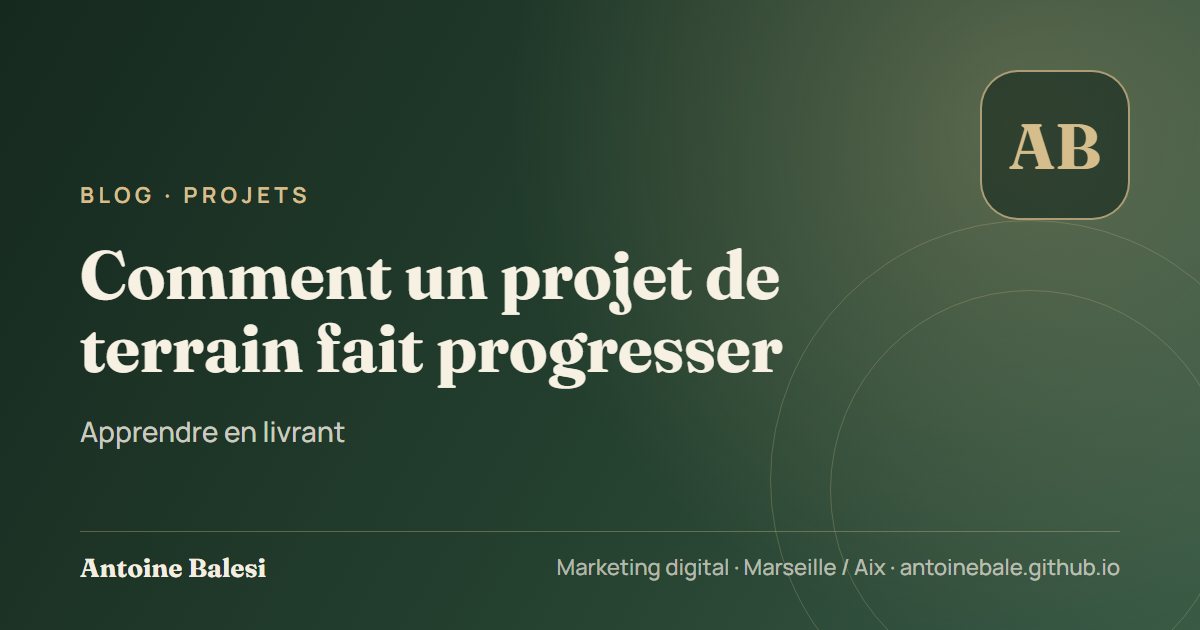 AB
BLOG · PROJETS
Comment un projet de
terrain fait progresser
Apprendre en livrant
Antoine Balesi
Marketing digital · Marseille / Aix · antoinebale.github.io